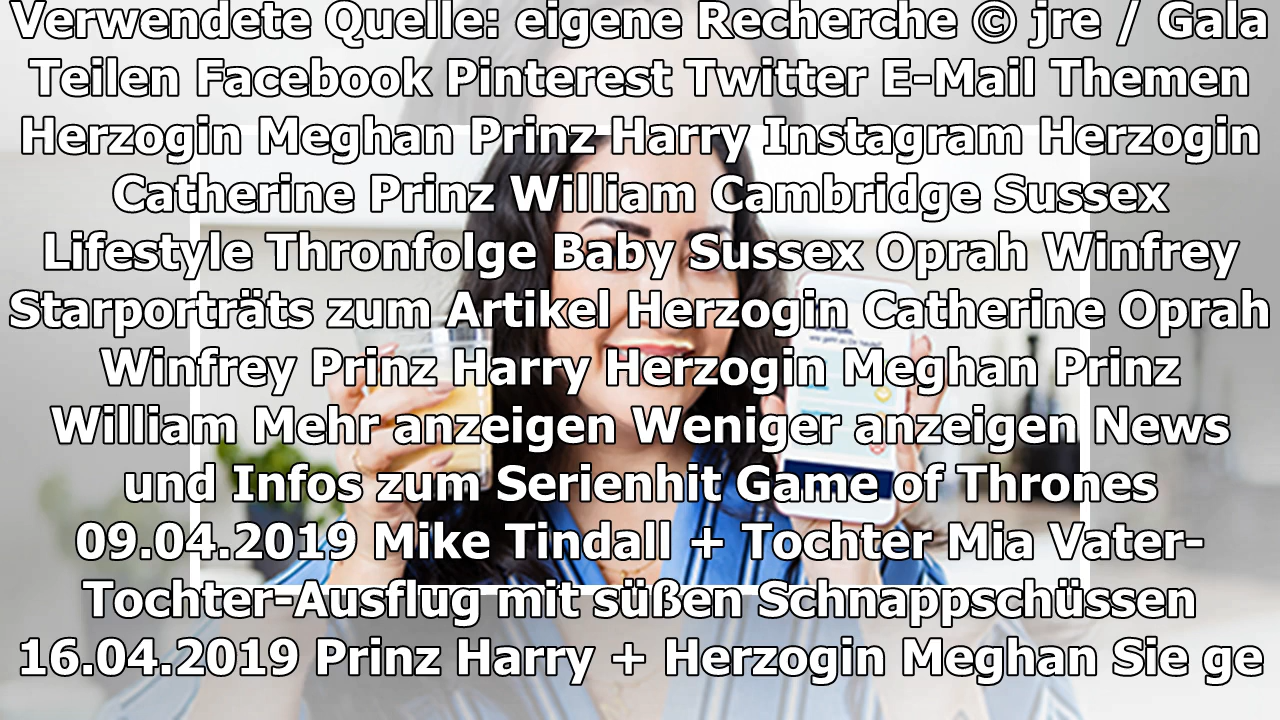 Verwendete Quelle: eigene Recherche © jre / Gala
Teilen Facebook Pinterest Twitter E-Mail Themen
Herzogin Meghan Prinz Harry Instagram Herzogin
Catherine Prinz William Cambridge Sussex
Lifestyle Thronfolge Baby Sussex Oprah Winfrey
Starporträts zum Artikel Herzogin Catherine Oprah
Winfrey Prinz Harry Herzogin Meghan Prinz
William Mehr anzeigen Weniger anzeigen News
und Infos zum Serienhit Game of Thrones
09.04.2019 Mike Tindall + Tochter Mia Vater-
Tochter-Ausflug mit süßen Schnappschüssen
16.04.2019 Prinz Harry + Herzogin Meghan Sie ge